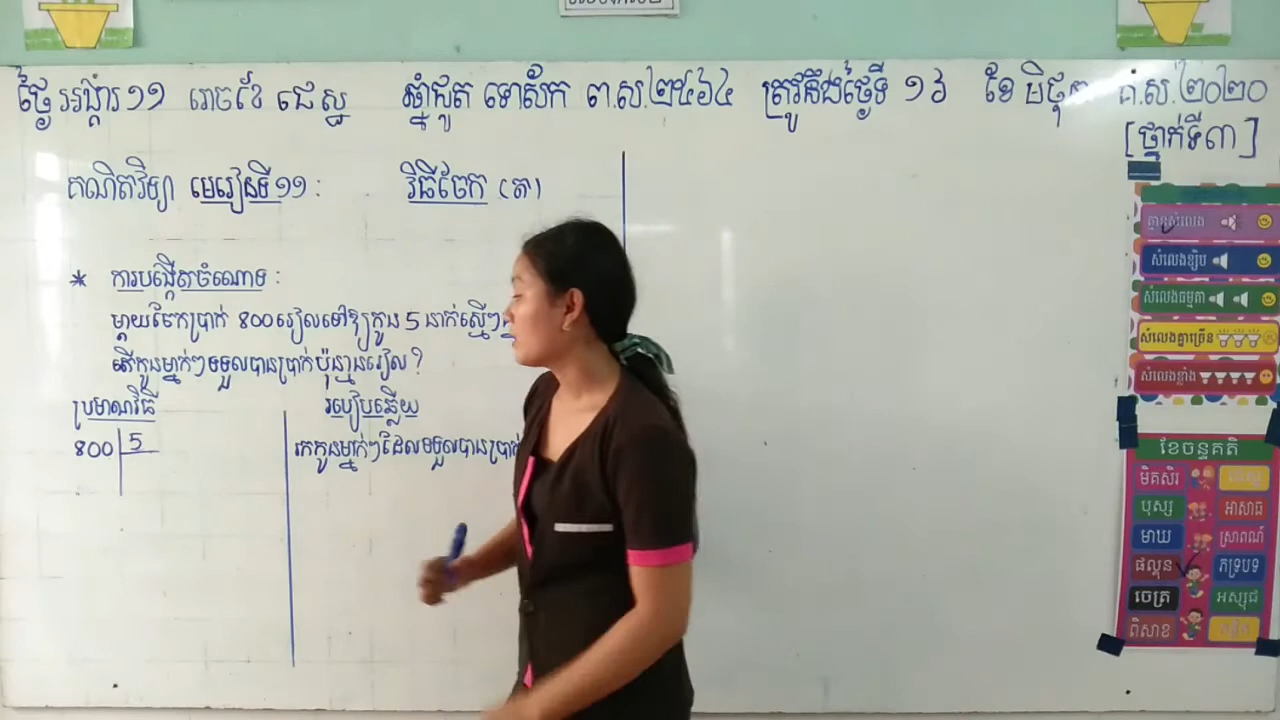 ថ្ងៃ អង្គារ ១១ រោចខែ ជេស្ឋ ឆ្នាំជូត ទោស័ក ព.ស.២៥៦៤ ត្រូវនឹងថ្ងៃទី ១៦ ខែ មិថុនា គ.ស.២០២០
[ថ្នាក់ទី៣]
គណិតវិទ្យា មេរៀនទី១១ : វិធីចែក (ត)
* ការបង្កើតចំណោទ :
ម្តាយចែកប្រាក់ 800រៀលទៅឱ្យកូន 5 នាក់ស្មើៗ
តើកូនម្នាក់ៗទទួលបានប្រាក់ប៉ុន្មានរៀល?
ប្រមាណវិធី
របៀបឆ្លើយ
800 5
រកកូនម្នាក់ៗដែលទទួលបានប្រាក់
គ្មានសំលេង
សំលេងខ្សឹប
សំលេងធម្មតា
សំលេងគ្នាច្រើន
សំលេងខ្លាំង
ខែចន្ទគតិ
មិគសិរ
បុស្ស
អាសាធ
មាឃ
ស្រាពណ៍
ផល្គុន
ភទ្របទ
ចេត្រ
អស្សុជ
ពិសាខ